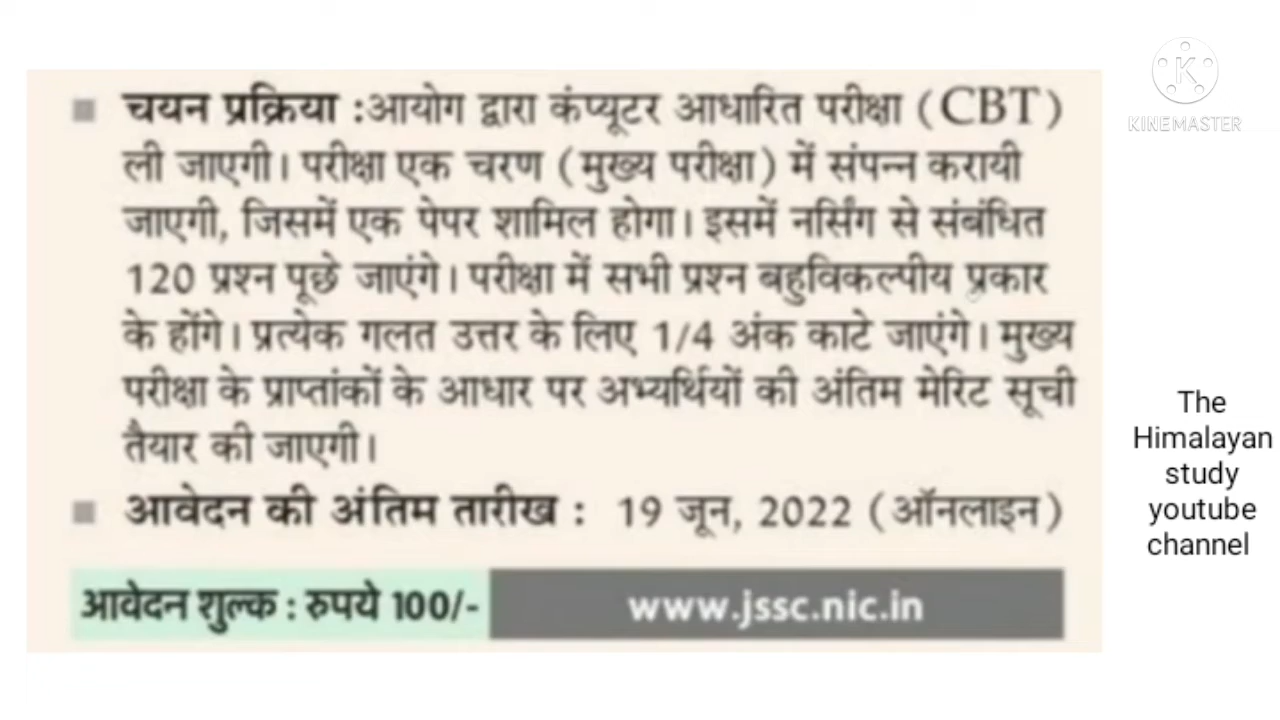 ■ चयन प्रक्रिया :आयोग द्वारा कंप्यूटर आधारित परीक्षा (CBT)
ली जाएगी। परीक्षा एक चरण (मुख्य परीक्षा) में संपन्न करायी
जाएगी, जिसमें एक पेपर शामिल होगा। इसमें नर्सिंग से संबंधित
120 प्रश्न पूछे जाएंगे। परीक्षा में सभी प्रश्न बहुविकल्पीय प्रकार
के होंगे। प्रत्येक गलत उत्तर के लिए 1/4 अंक काटे जाएंगे। मुख्य
परीक्षा के प्राप्तांकों के आधार पर अभ्यर्थियों की अंतिम मेरिट सूची
तैयार की जाएगी।
■ आवेदन की अंतिम तारीख : 19 जून, 2022 (ऑनलाइन)
आवेदन शुल्क : रुपये 100/- www.jssc.nic.in
K
KINEMASTER
The
Himalayan
study
youtube
channel